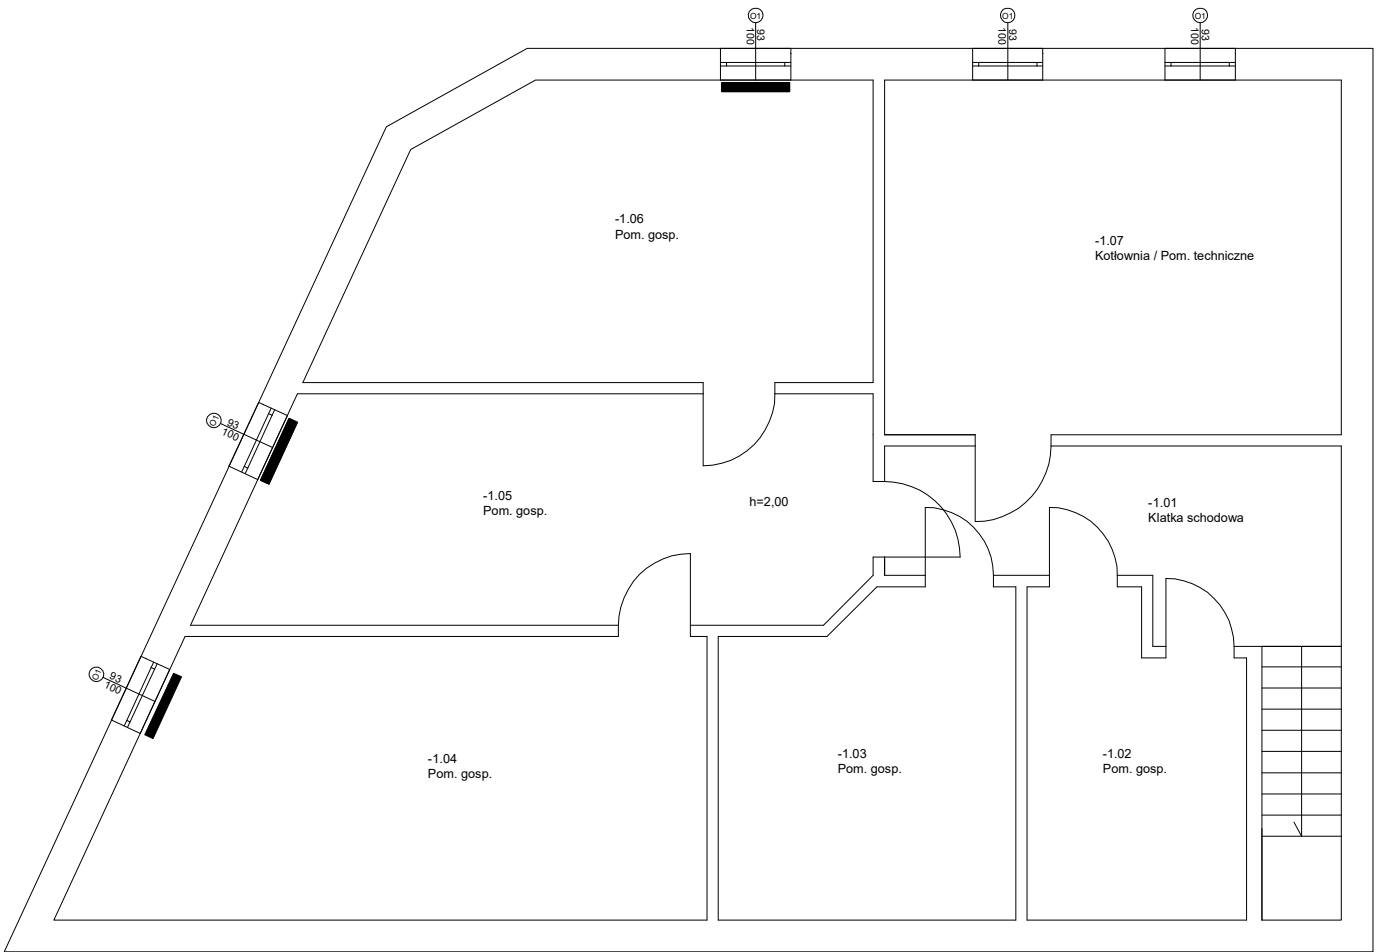 O1
93
100
O1
93
100
O1
93
100
-1.06
Pom. gosp.
-1.07
Kotłownia / Pom. techniczne
O1
93
100
-1.05
Pom. gosp.
h=2,00
-1.01
Klatka schodowa
O1
93
100
-1.04
Pom. gosp.
-1.03
Pom. gosp.
-1.02
Pom. gosp.